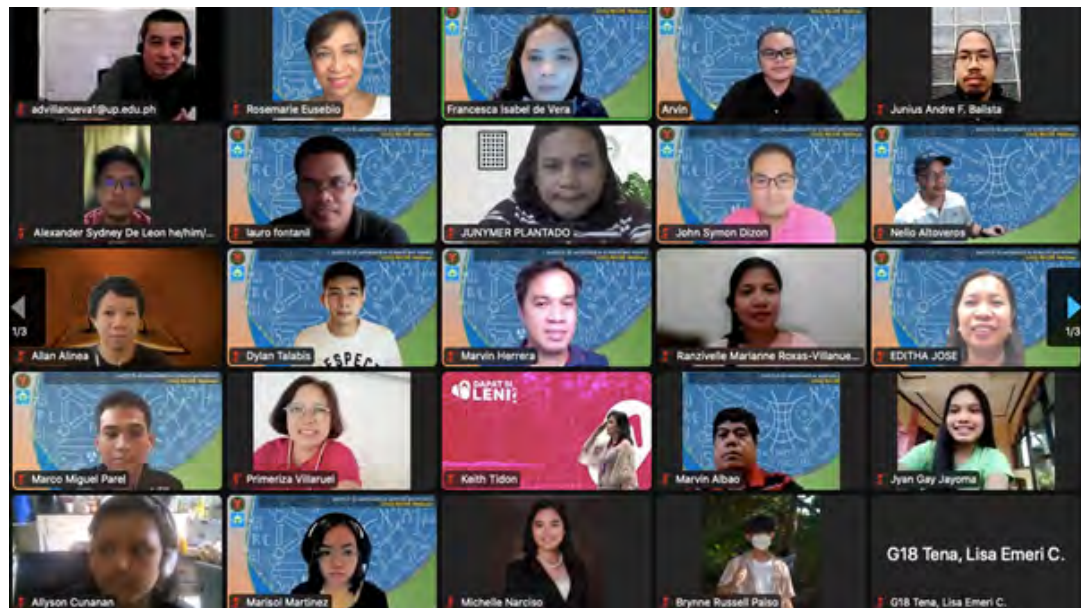 advillanueva1@up.edu.ph
Rosemarie Eusebio
Francesca Isabel de Vera
Arvin
Junius Andre F. Balista
Alexander Sydney De Leon he/him/...
lauro fontanil
JUNYMER PLANTADO
John Symon Dizon
Nello Altoveros
1/3
Allan Alinea
Dylan Talabis
ESPEC
Marvin Herrera
Ranzivelle Marianne Roxas-Villanue...
EDITHA JOSE
1/3
Marco Miguel Parel
Primeriza Villaruel
DAPAT SI
LENI
Keith Tidon
Marvin Albao
Jyan Gay Jayoma
Allyson Cunanan
Marisol Martinez
Michelle Narciso
Brynne Russell Paiso
G18 Tena, Lisa Emeri C.
G18 Tena, Lisa Emeri C.